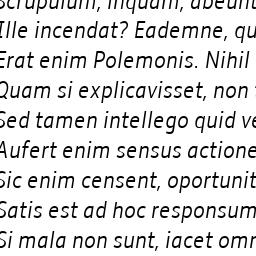 scrupulum, inquam, abeunt
Ille incendat? Eademne, qu
Erat enim Polemonis. Nihil
Quam si explicavisset, non
Sed tamen intellego quid ve
Aufert enim sensus actione
Sic enim censent, oportunit
Satis est ad hoc responsum
Si mala non sunt, iacet omn